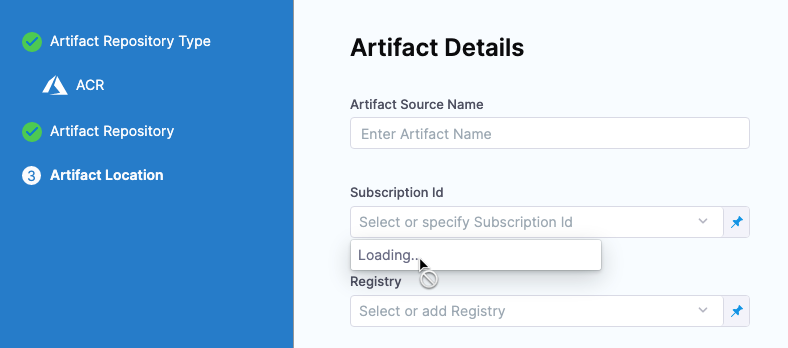 Artifact Repository Type
ACR
Artifact Repository
3 Artifact Location
Artifact Details
Artifact Source Name
Enter Artifact Name
Subscription Id
Select or specify Subscription Id
Loading...
Registry
Select or add Registry